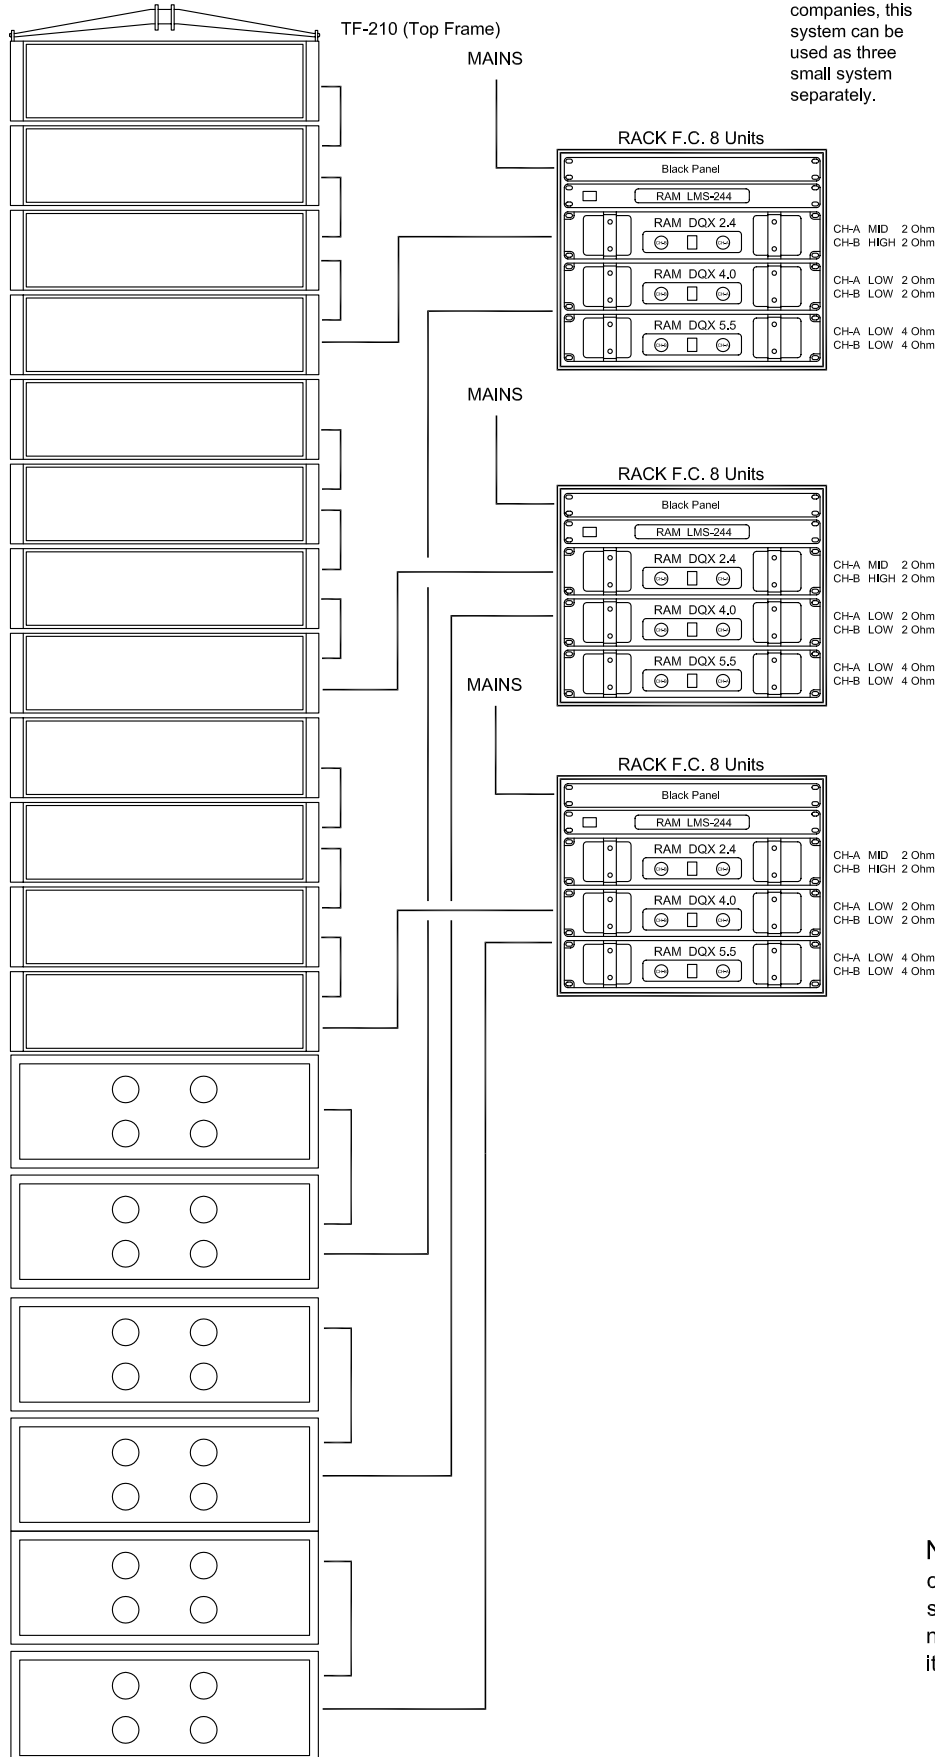 companies, this
system can be
used as three
small system
separately.
TF-210 (Top Frame)
MAINS
RACK F.C. 8 Units
Black Panel
RAM LMS-244
RAM DQX 2.4
CH-A MID 2 Ohm
CH-B HIGH 2 Ohm
RAM DQX 4.0
CH-A LOW 2 Ohm
CH-B LOW 2 Ohm
RAM DQX 5.5
CH-A LOW 4 Ohm
CH-B LOW 4 Ohm
MAINS
RACK F.C. 8 Units
Black Panel
RAM LMS-244
RAM DQX 2.4
CH-A MID 2 Ohm
CH-B HIGH 2 Ohm
RAM DQX 4.0
CH-A LOW 2 Ohm
CH-B LOW 2 Ohm
RAM DQX 5.5
CH-A LOW 4 Ohm
CH-B LOW 4 Ohm
MAINS
RACK F.C. 8 Units
Black Panel
RAM LMS-244
RAM DQX 2.4
CH-A MID 2 Ohm
CH-B HIGH 2 Ohm
RAM DQX 4.0
CH-A LOW 2 Ohm
CH-B LOW 2 Ohm
RAM DQX 5.5
CH-A LOW 4 Ohm
CH-B LOW 4 Ohm